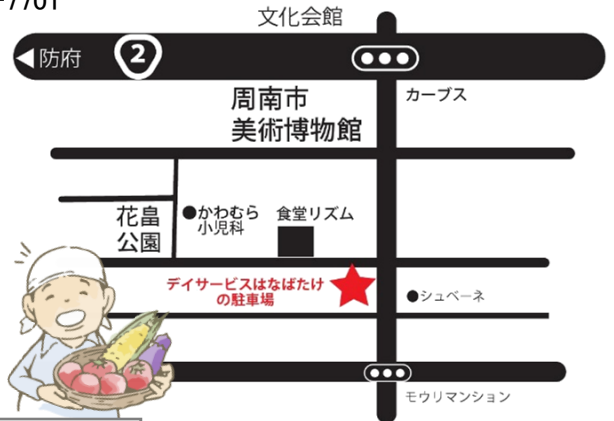 -7701
文化会館
防府
2
カーブス
周南市
美術博物館
花畠
公園
●かわむら
小児科
食堂リズム
デイサービスはなばたけ
の駐車場
●シュベーネ
モウリマンション